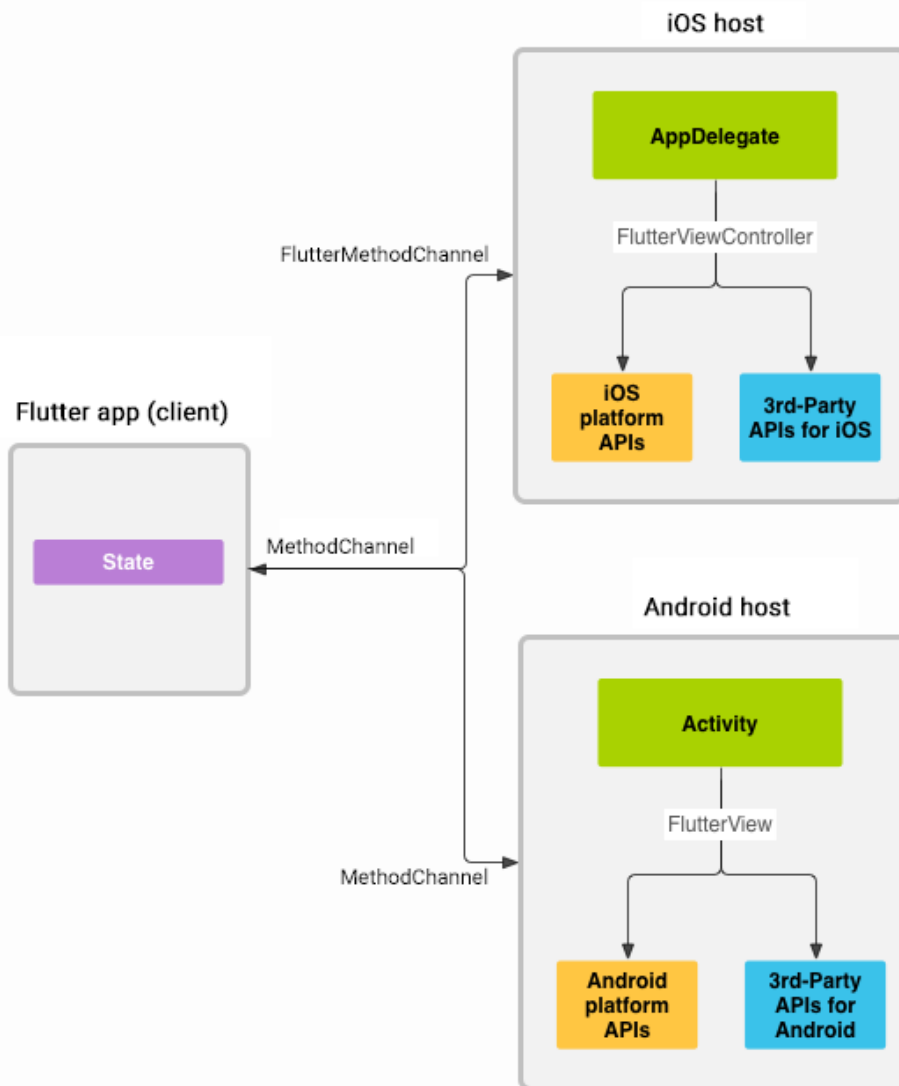 iOS host
AppDelegate
FlutterViewController
FlutterMethodChannel
iOS
platform
APIs
3rd-Party
APIs for iOS
Flutter app (client)
State
MethodChannel
Android host
Activity
FlutterView
MethodChannel
Android
platform
APIs
3rd-Party
APIs for
Android